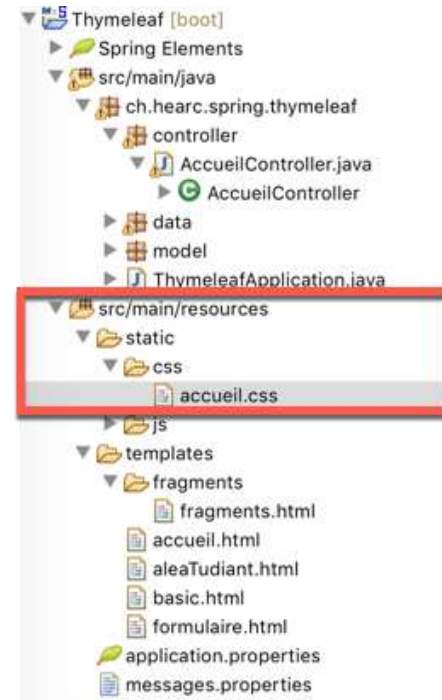 Thymeleaf [boot]
Spring Elements
src/main/java
ch.hearc.spring.thymeleaf
controller
AccueilController.java
AccueilController
data
model
ThymeleafApplication.java
src/main/resources
static
css
accueil.css
js
templates
fragments
fragments.html
accueil.html
aleaTudiant.html
basic.html
formulaire.html
application.properties
messages.properties